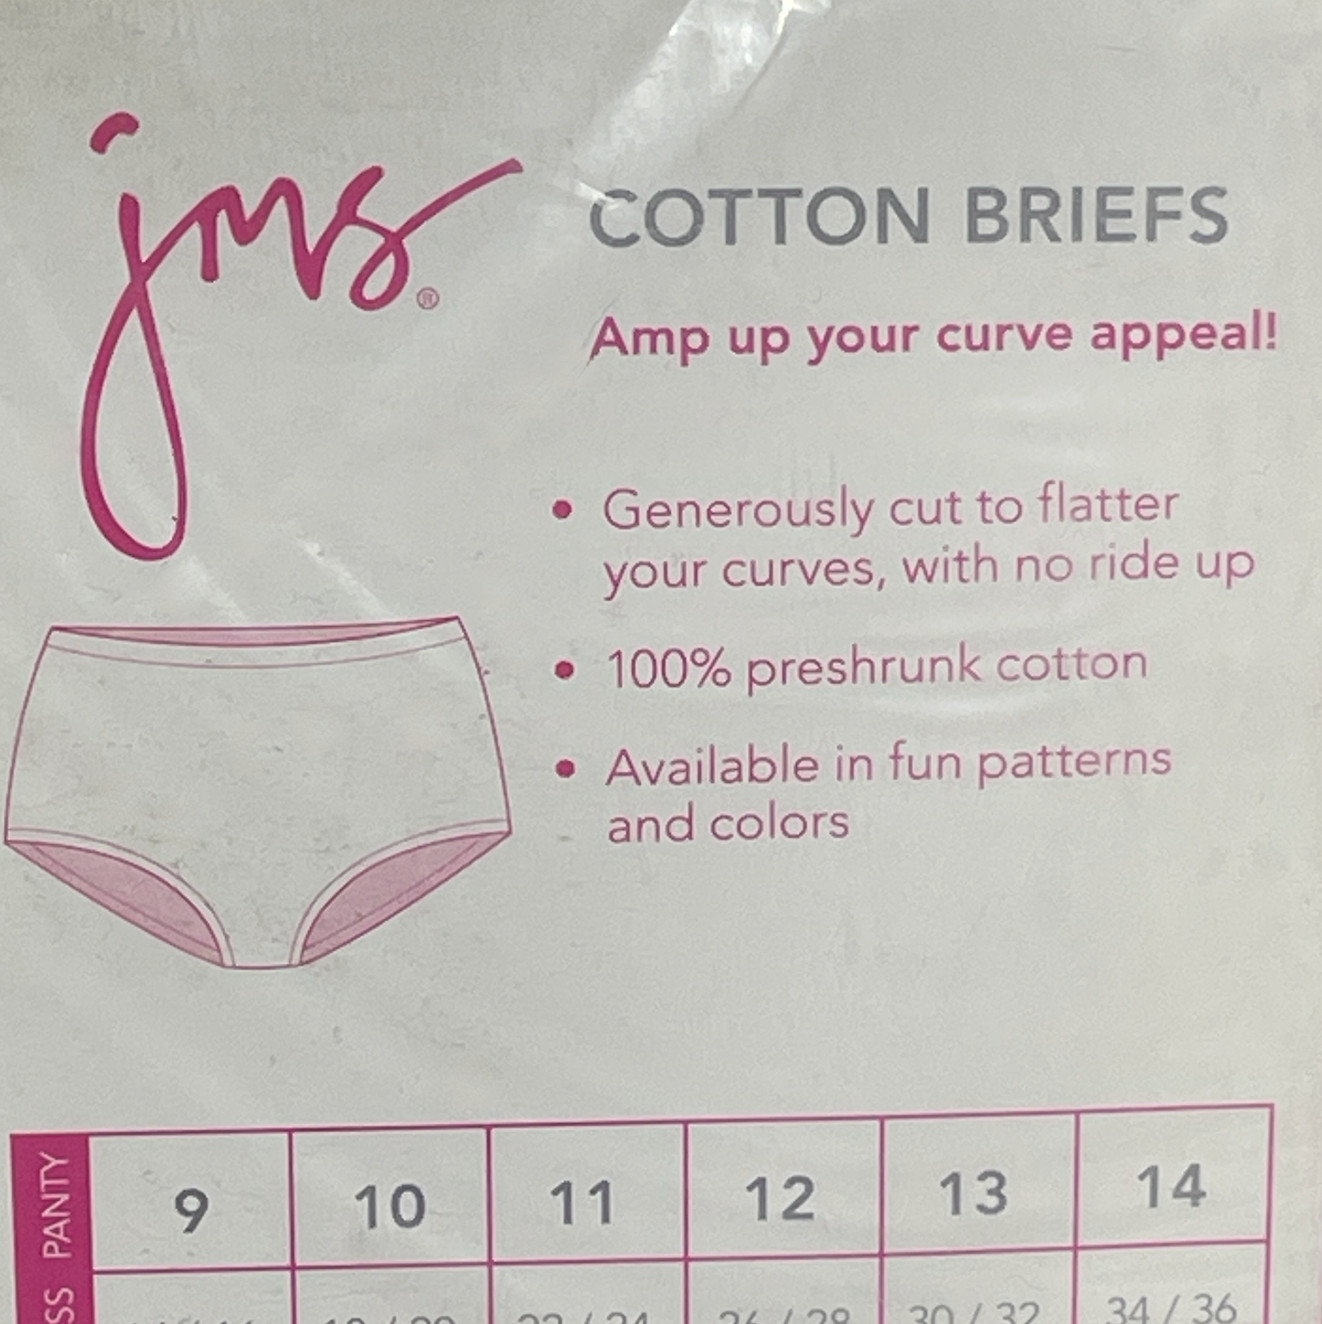 jms®
COTTON BRIEFS
Amp up your curve appeal!
• Generously cut to flatter
your curves, with no ride up
• 100% preshrunk cotton
• Available in fun patterns
and colors
PANTY 9 10 11 12 13 14
30 / 32 34 / 36